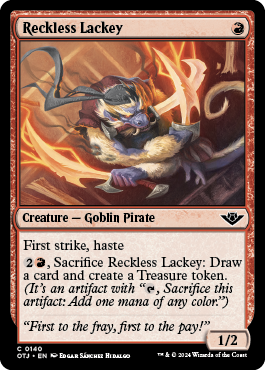 Reckless Lackey
Creature — Goblin Pirate
First strike, haste
2, Sacrifice Reckless Lackey: Draw
a card and create a Treasure token.
(It's an artifact with “, Sacrifice this
artifact: Add one mana of any color.”)
“First to the fray, first to the pay!”
1/2
C 0140
OTJ • EN Edgar Sánchez Hidalgo
™ & © 2024 Wizards of the Coast